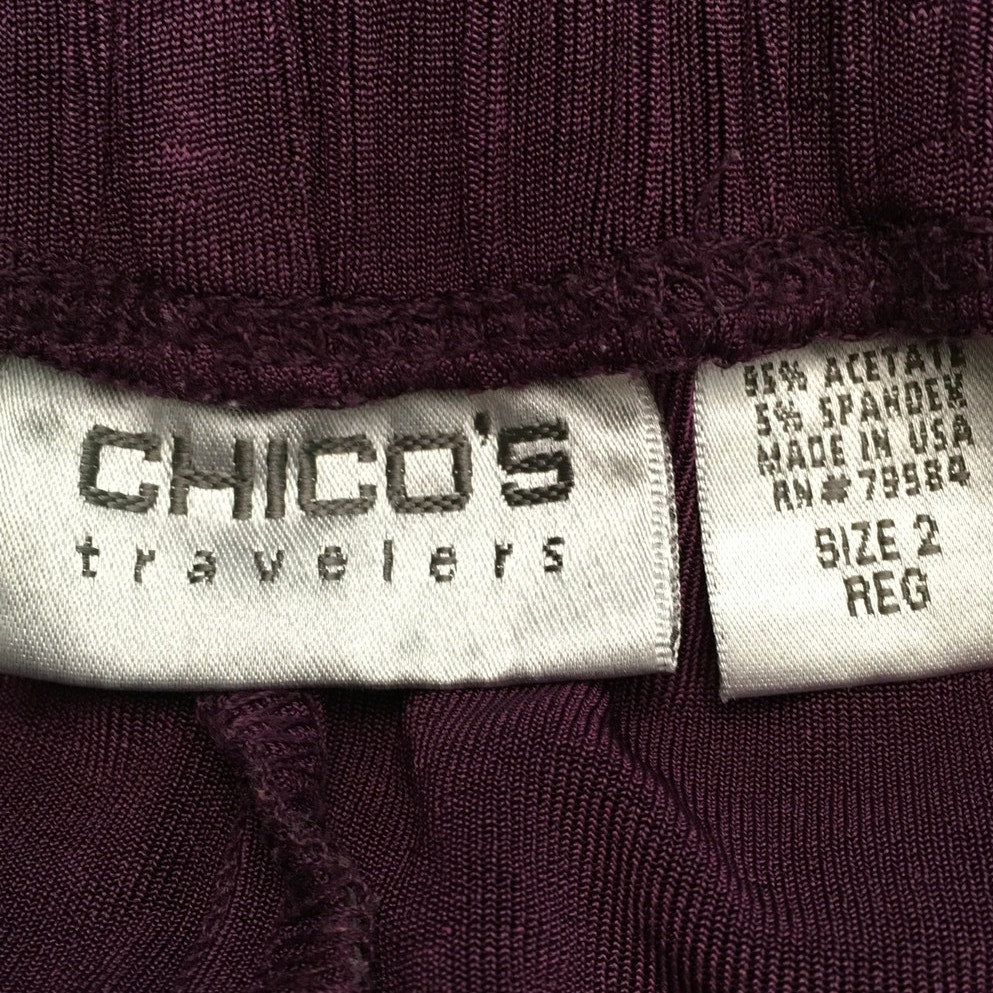 CHICO'S
travelers
95% ACETATE
5% SPANDEX
MADE IN USA
RN#79984
SIZE 2
REG